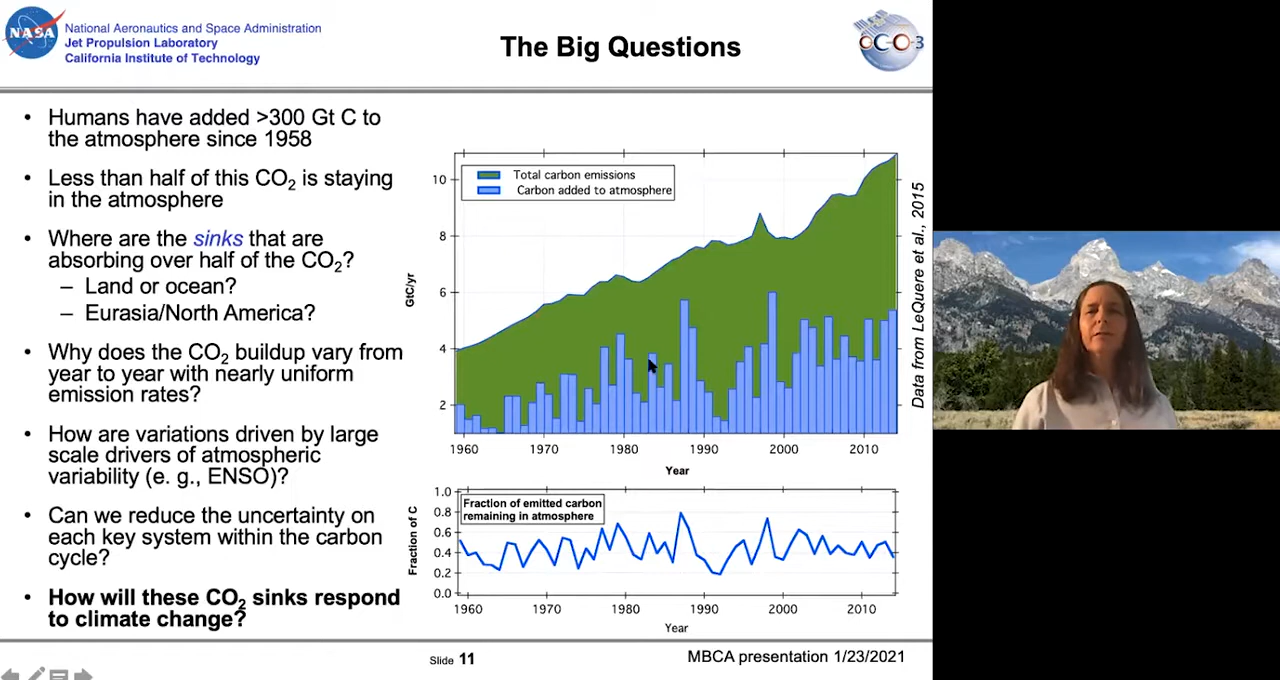 NASA
National Aeronautics and Space Administration
Jet Propulsion Laboratory
California Institute of Technology
The Big Questions
OCO-3
• Humans have added >300 Gt C to
the atmosphere since 1958
• Less than half of this CO₂ is staying
in the atmosphere
• Where are the sinks that are
absorbing over half of the CO₂?
– Land or ocean?
– Eurasia/North America?
• Why does the CO₂ buildup vary from
year to year with nearly uniform
emission rates?
• How are variations driven by large
scale drivers of atmospheric
variability (e. g., ENSO)?
• Can we reduce the uncertainty on
each key system within the carbon
cycle?
• How will these CO₂ sinks respond
to climate change?
Total carbon emissions
Carbon added to atmosphere
10
8
6
4
2
GtC/yr
1960 1970 1980 1990 2000 2010
Year
Data from LeQuere et al., 2015
Fraction of emitted carbon
remaining in atmosphere
1.0
0.8
0.6
0.4
0.2
0.0
Fraction of C
1960 1970 1980 1990 2000 2010
Year
Slide 11
MBCA presentation 1/23/2021